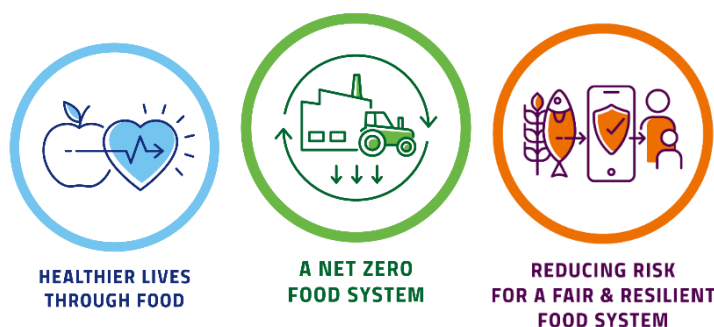 HEALTHIER LIVES
THROUGH FOOD
A NET ZERO
FOOD SYSTEM
REDUCING RISK
FOR A FAIR & RESILIENT
FOOD SYSTEM